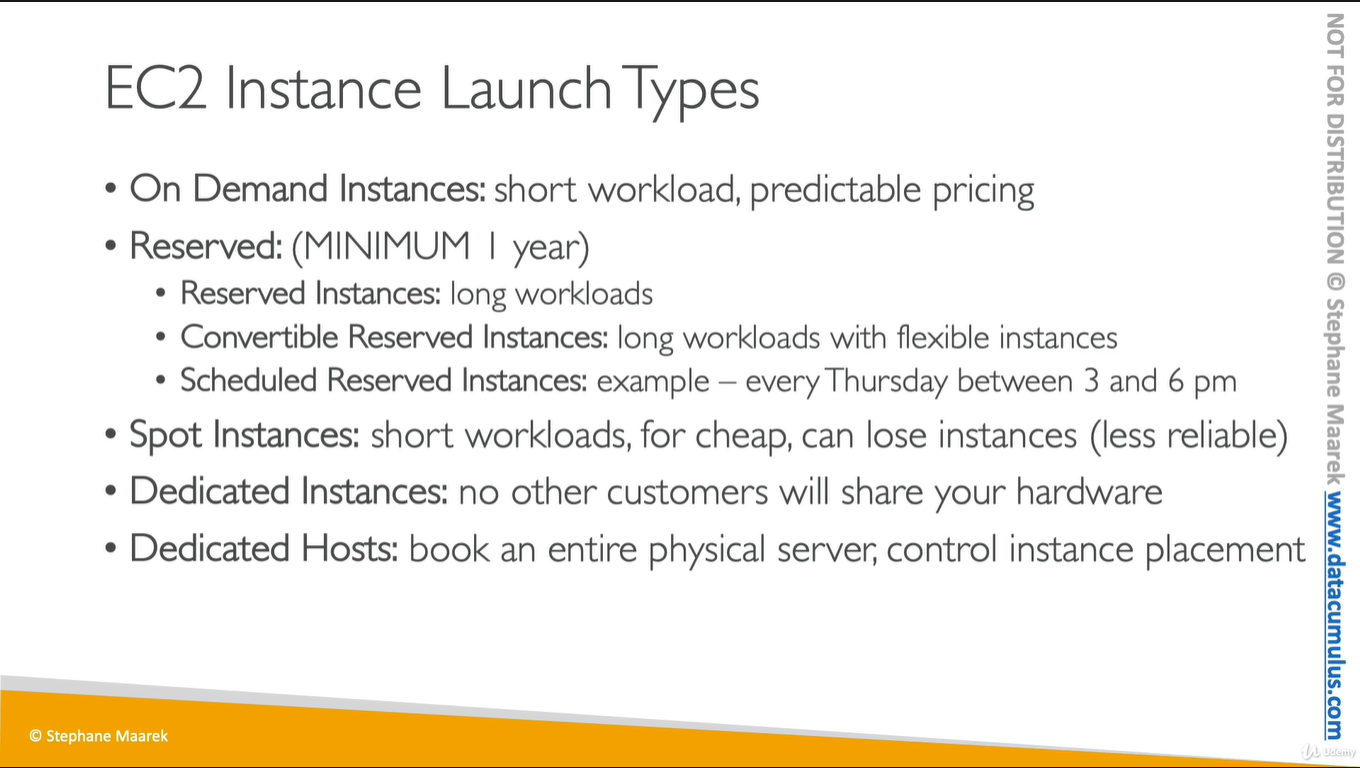 EC2 Instance Launch Types
• On Demand Instances: short workload, predictable pricing
• Reserved: (MINIMUM 1 year)
• Reserved Instances: long workloads
• Convertible Reserved Instances: long workloads with flexible instances
• Scheduled Reserved Instances: example – every Thursday between 3 and 6 pm
• Spot Instances: short workloads, for cheap, can lose instances (less reliable)
• Dedicated Instances: no other customers will share your hardware
• Dedicated Hosts: book an entire physical server, control instance placement
© Stephane Maarek
NOT FOR DISTRIBUTION © Stephane Maarek www.datacumulus.com
Udemy